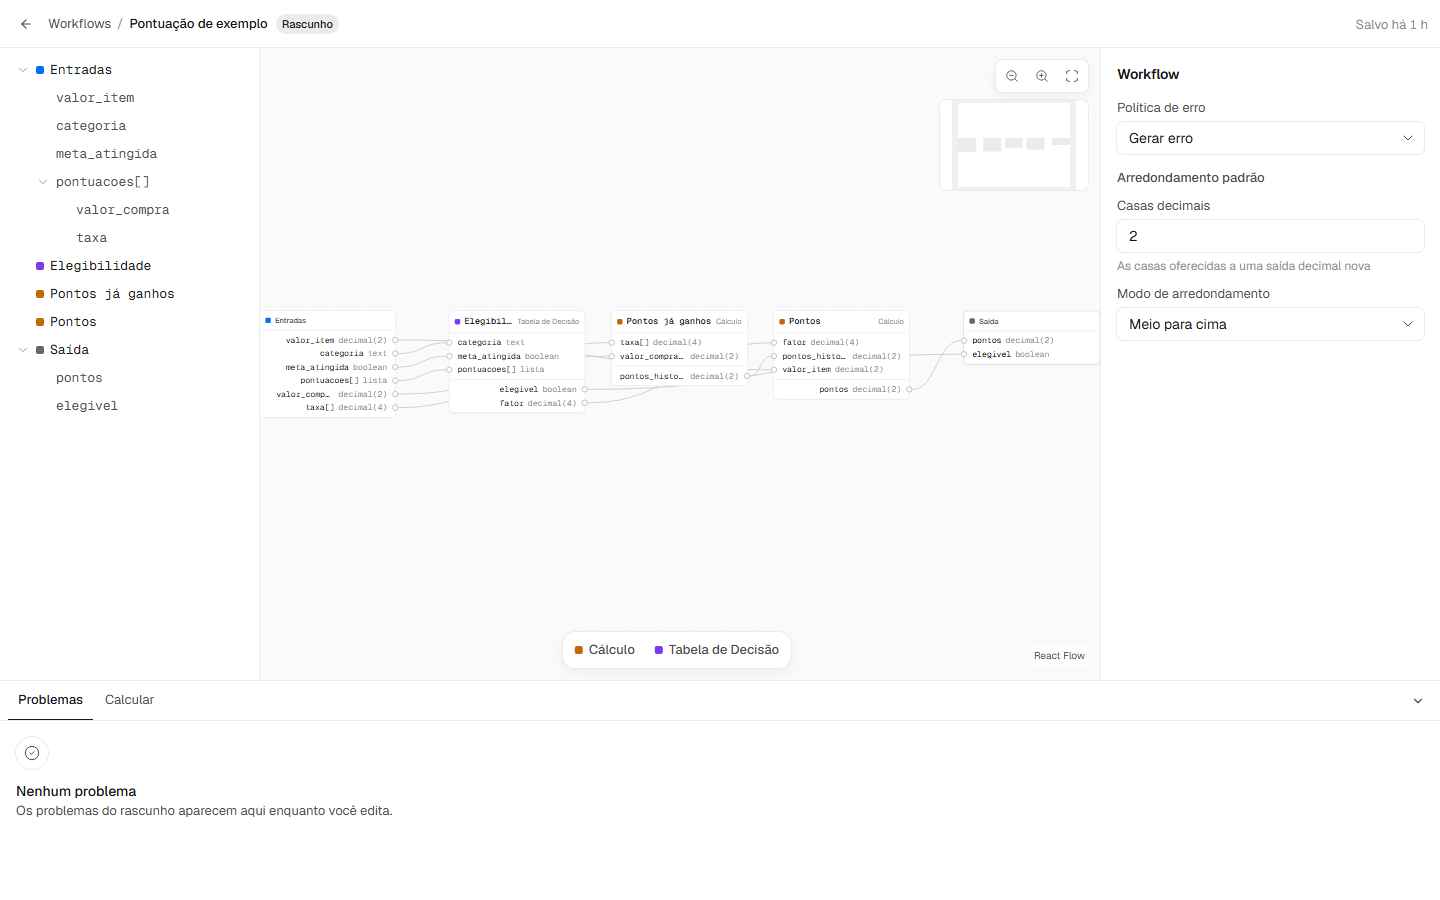 Workflows / Pontuação de exemplo Rascunho
Salvo há 1 h
Entradas
valor_item
categoria
meta_atingida
pontuacoes[]
valor_compra
taxa
Elegibilidade
Pontos já ganhos
Pontos
Saída
pontos
elegivel
Entradas
valor_item decimal(2)
categoria text
meta_atingida boolean
pontuacoes[] lista
valor_comp… decimal(2)
taxa[] decimal(4)
Elegibil… Tabela de Decisão
categoria text
meta_atingida boolean
pontuacoes[] lista
elegivel boolean
fator decimal(4)
Pontos já ganhos Cálculo
taxa[] decimal(4)
valor_compra… decimal(2)
pontos_histo… decimal(2)
Pontos Cálculo
fator decimal(4)
pontos_histo… decimal(2)
valor_item decimal(2)
pontos decimal(2)
Saída
pontos decimal(2)
elegivel boolean
Cálculo
Tabela de Decisão
React Flow
Workflow
Política de erro
Gerar erro
Arredondamento padrão
Casas decimais
2
As casas oferecidas a uma saída decimal nova
Modo de arredondamento
Meio para cima
Problemas
Calcular
Nenhum problema
Os problemas do rascunho aparecem aqui enquanto você edita.